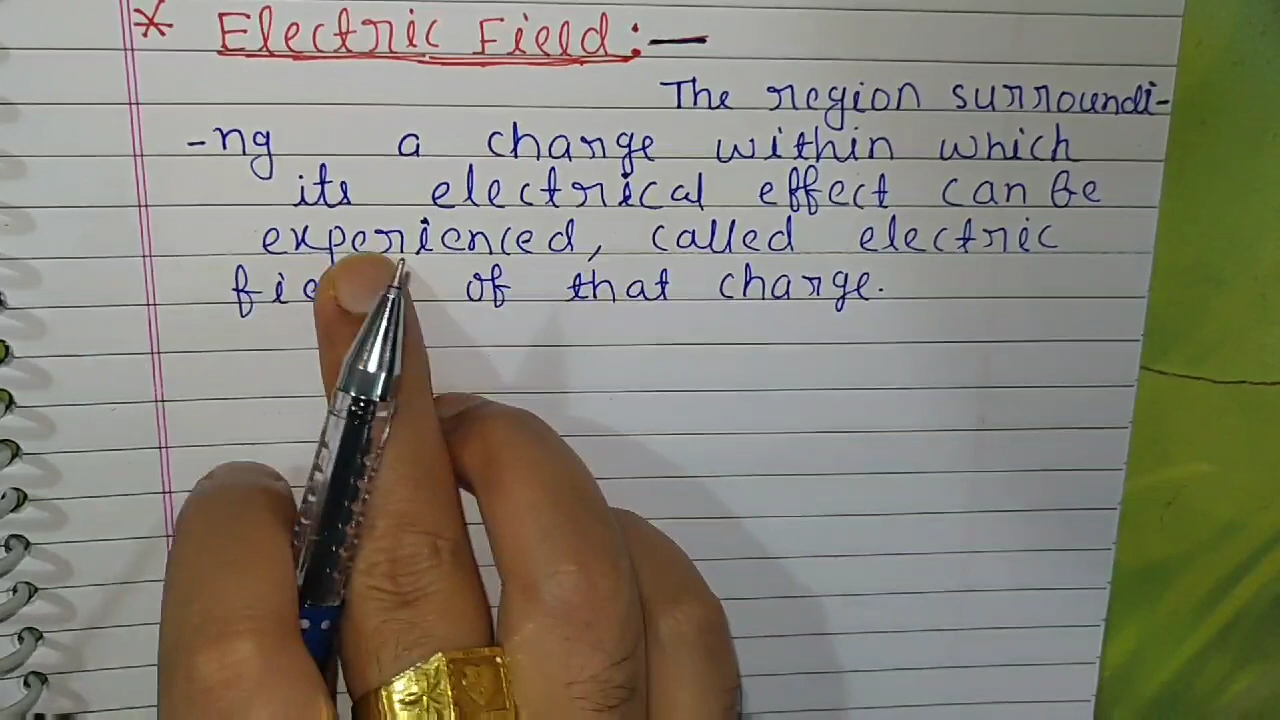 * Electric Field :—
The region surroundi-
-ng a charge within which
its electrical effect can be
experienced, called electric
of that charge.